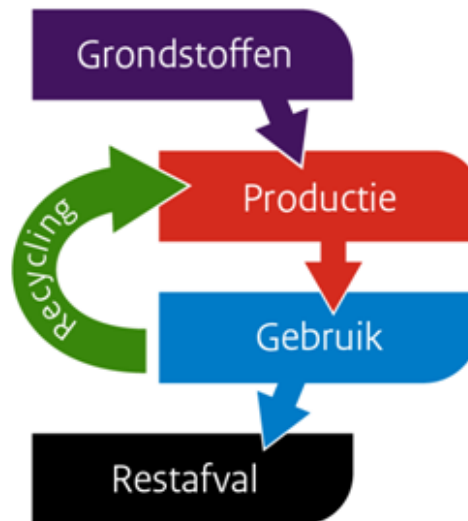 Grondstoffen
Productie
Recycling
Gebruik
Restafval